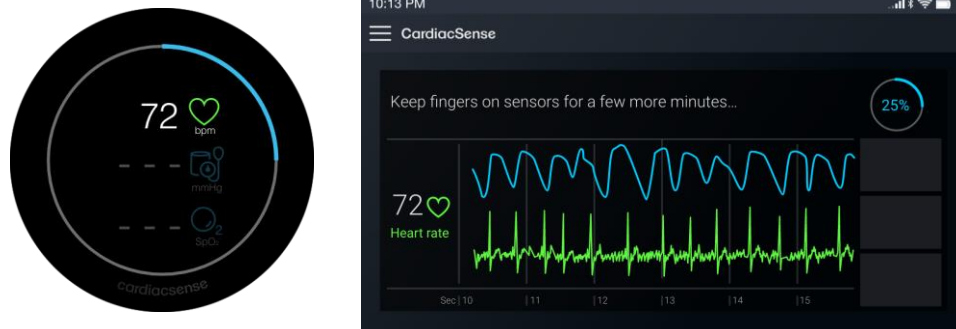 72
bpm
- - -
mmHg
- - -
2
SpO₂
cardiacsense
10:13 PM
CardiacSense
Keep fingers on sensors for a few more minutes...
25%
72
Heart rate
Sec | 10 | 11 | 12 | 13 | 14 | 15